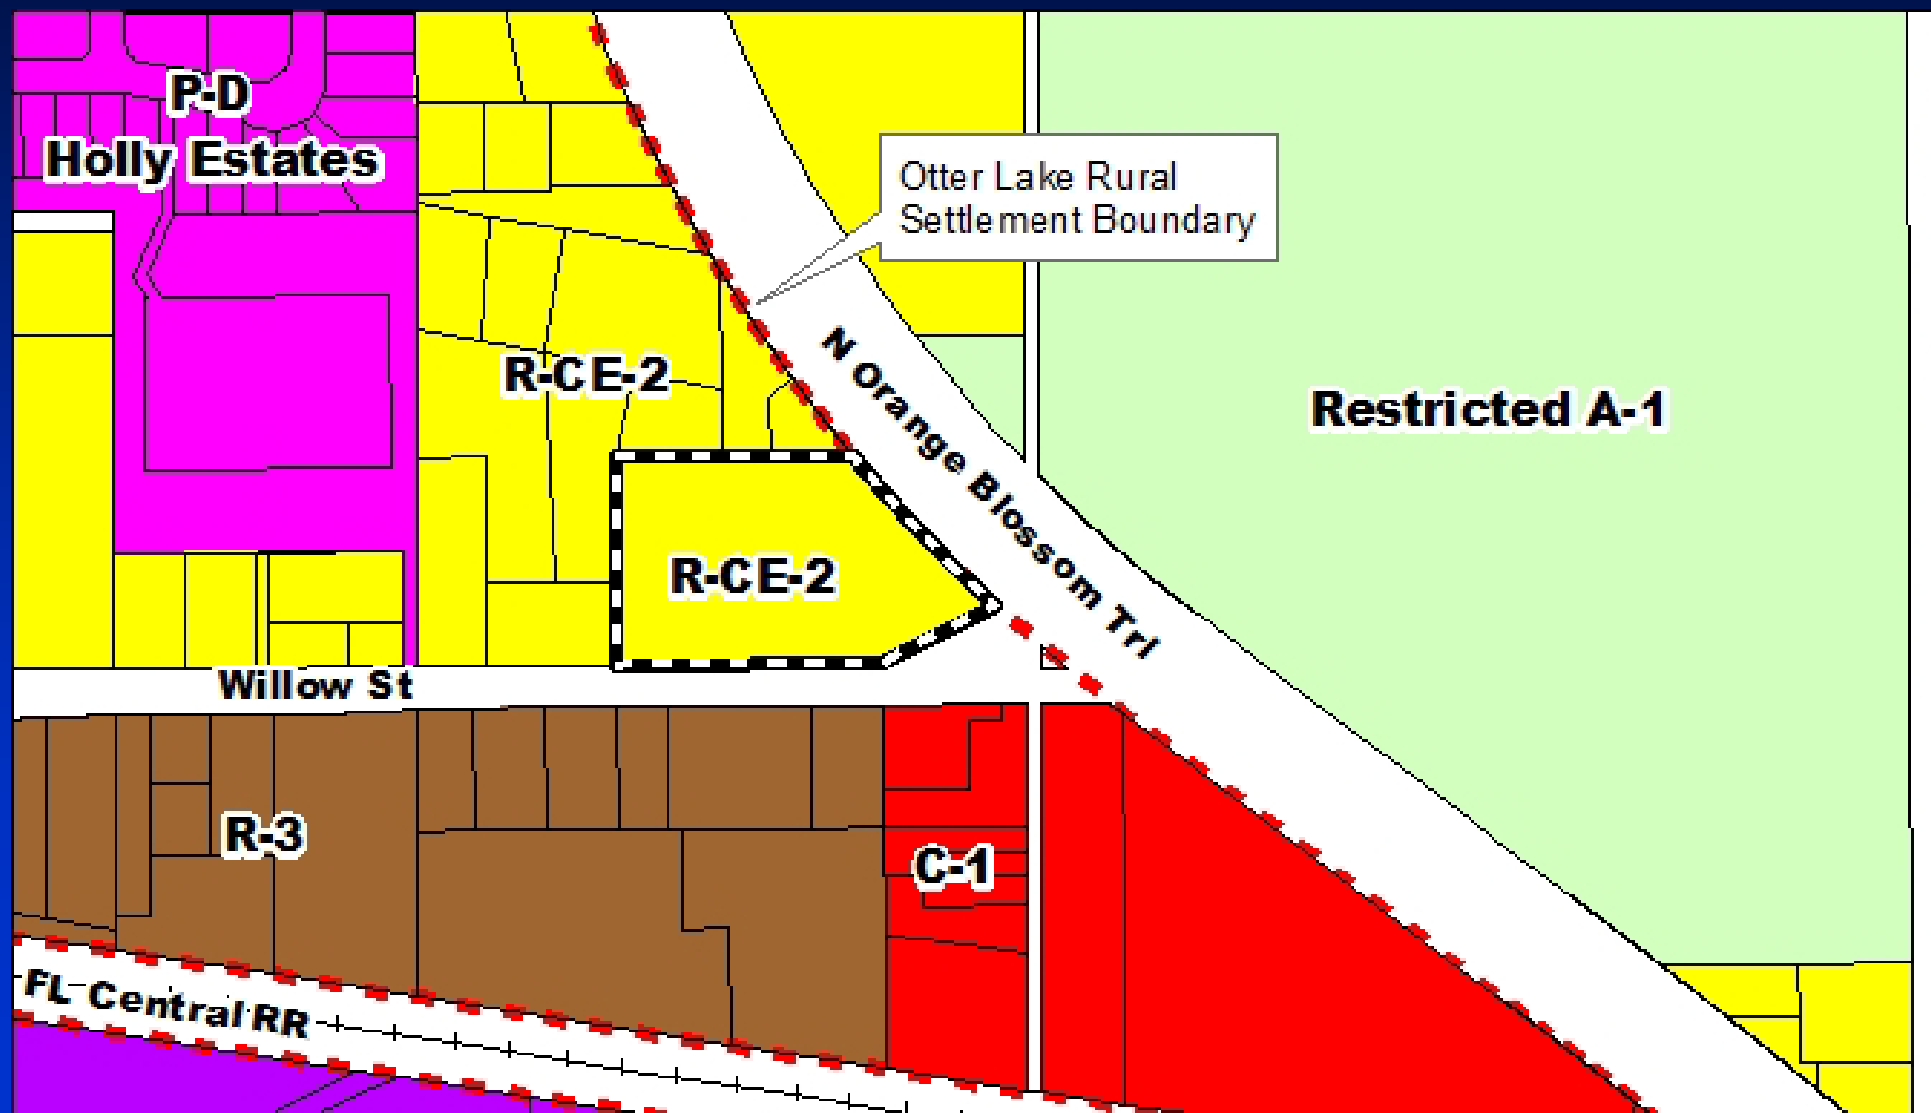 P-D
Holly Estates
Otter Lake Rural
Settlement Boundary
R-CE-2
N Orange Blossom Trl
Restricted A-1
R-CE-2
Willow St
R-3
C-1
FL Central RR